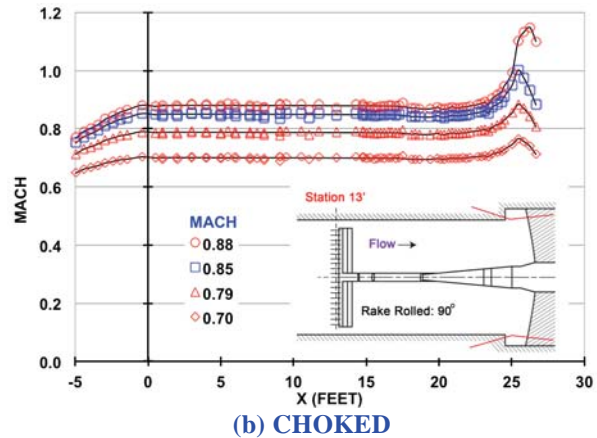 1.2
1.0
0.8
0.6
0.4
0.2
0.0
MACH
Station 13'
Flow
Rake Rolled: 90°
MACH
0.88
0.85
0.79
0.70
-5 0 5 10 15 20 25 30
X (FEET)
(b) CHOKED